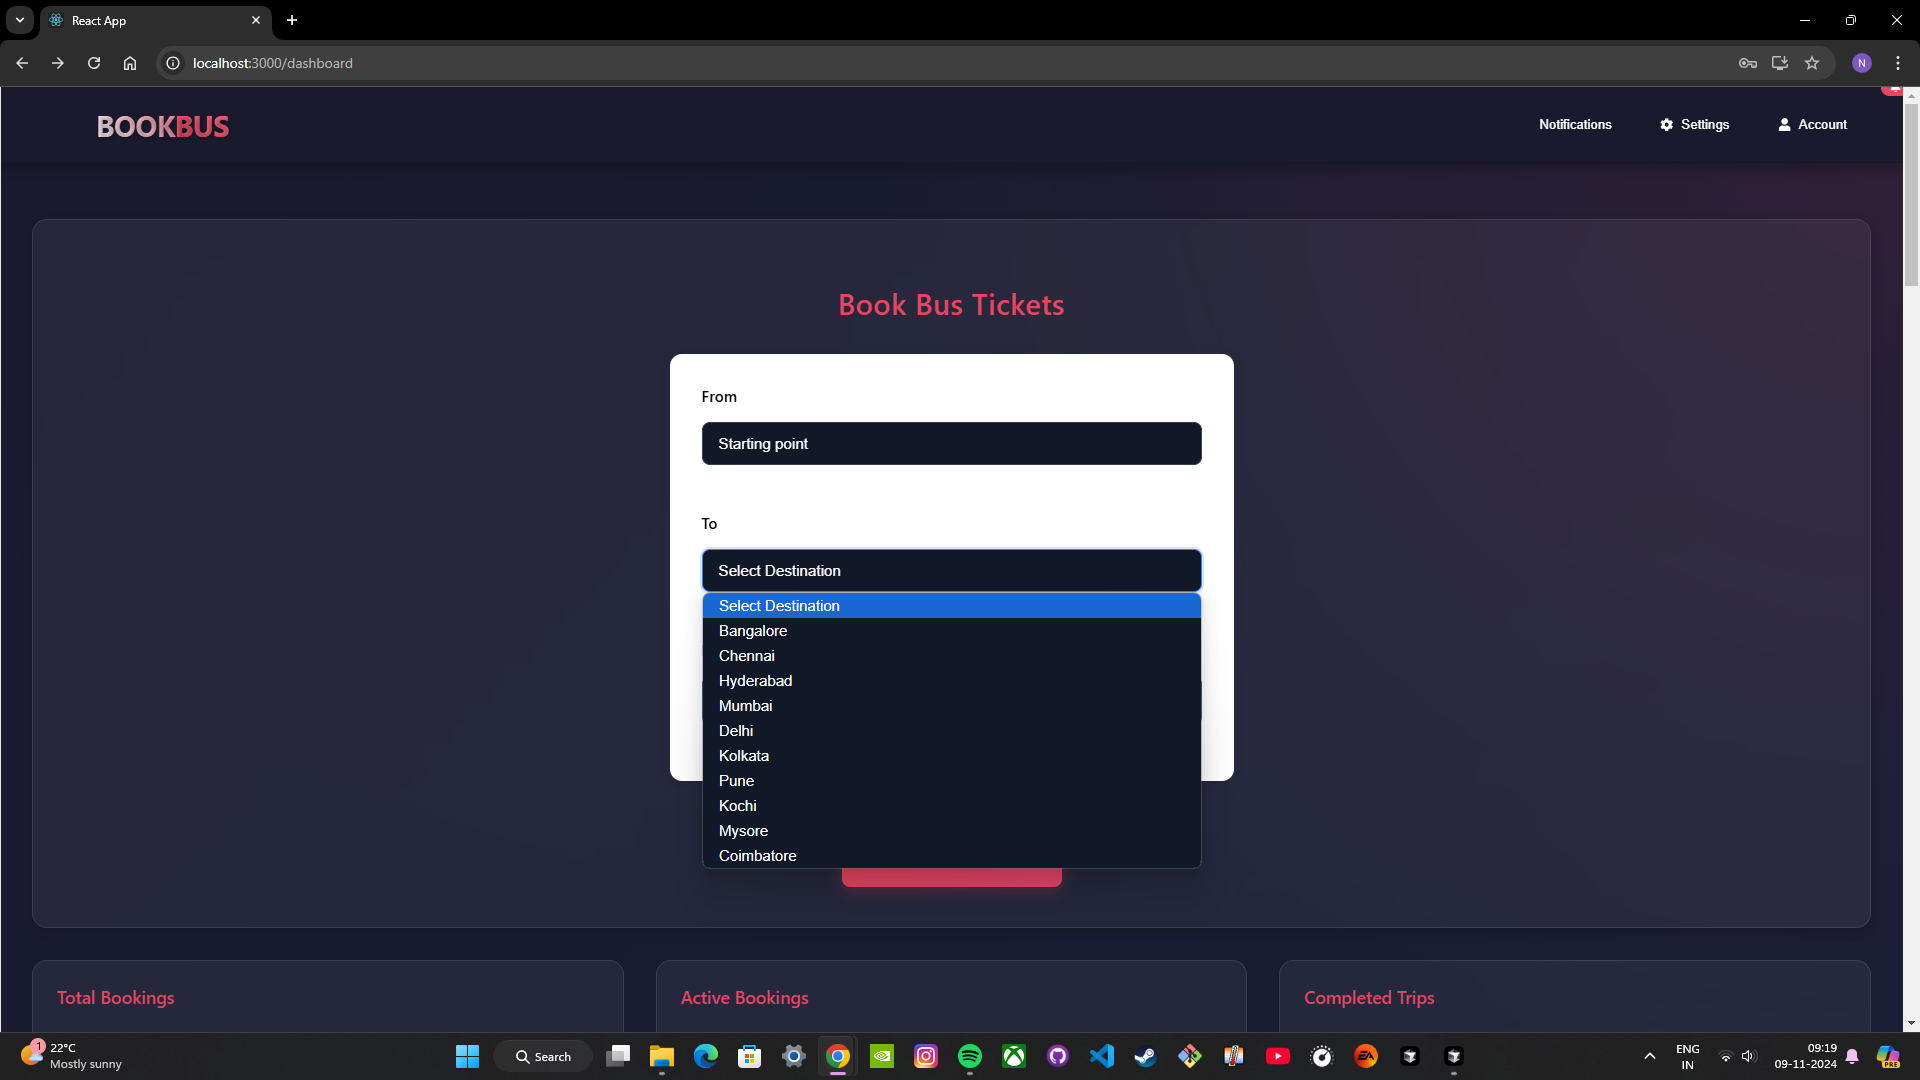 React App
localhost:3000/dashboard
N
BOOKBUS
Notifications
Settings
Account
Book Bus Tickets
From
Starting point
To
Select Destination
Select Destination
Bangalore
Chennai
Hyderabad
Mumbai
Delhi
Kolkata
Pune
Kochi
Mysore
Coimbatore
Total Bookings
Active Bookings
Completed Trips
1
22°C
Mostly sunny
Search
EA
ENG
IN
09:19
09-11-2024
PRE